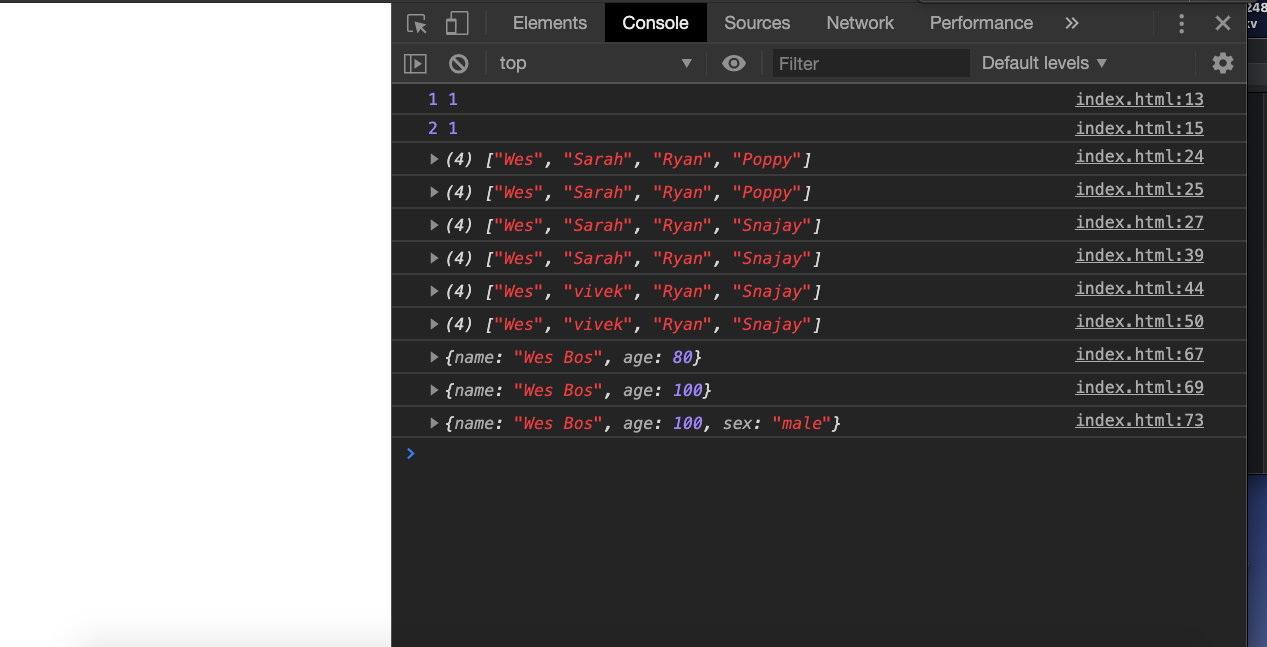 Elements Console Sources Network Performance »
248
top ▼ Filter Default levels ▼
1 1 index.html:13
2 1 index.html:15
▶(4) ["Wes", "Sarah", "Ryan", "Poppy"] index.html:24
▶(4) ["Wes", "Sarah", "Ryan", "Poppy"] index.html:25
▶(4) ["Wes", "Sarah", "Ryan", "Snajay"] index.html:27
▶(4) ["Wes", "Sarah", "Ryan", "Snajay"] index.html:39
▶(4) ["Wes", "vivek", "Ryan", "Snajay"] index.html:44
▶(4) ["Wes", "vivek", "Ryan", "Snajay"] index.html:50
▶{name: "Wes Bos", age: 80} index.html:67
▶{name: "Wes Bos", age: 100} index.html:69
▶{name: "Wes Bos", age: 100, sex: "male"} index.html:73
>